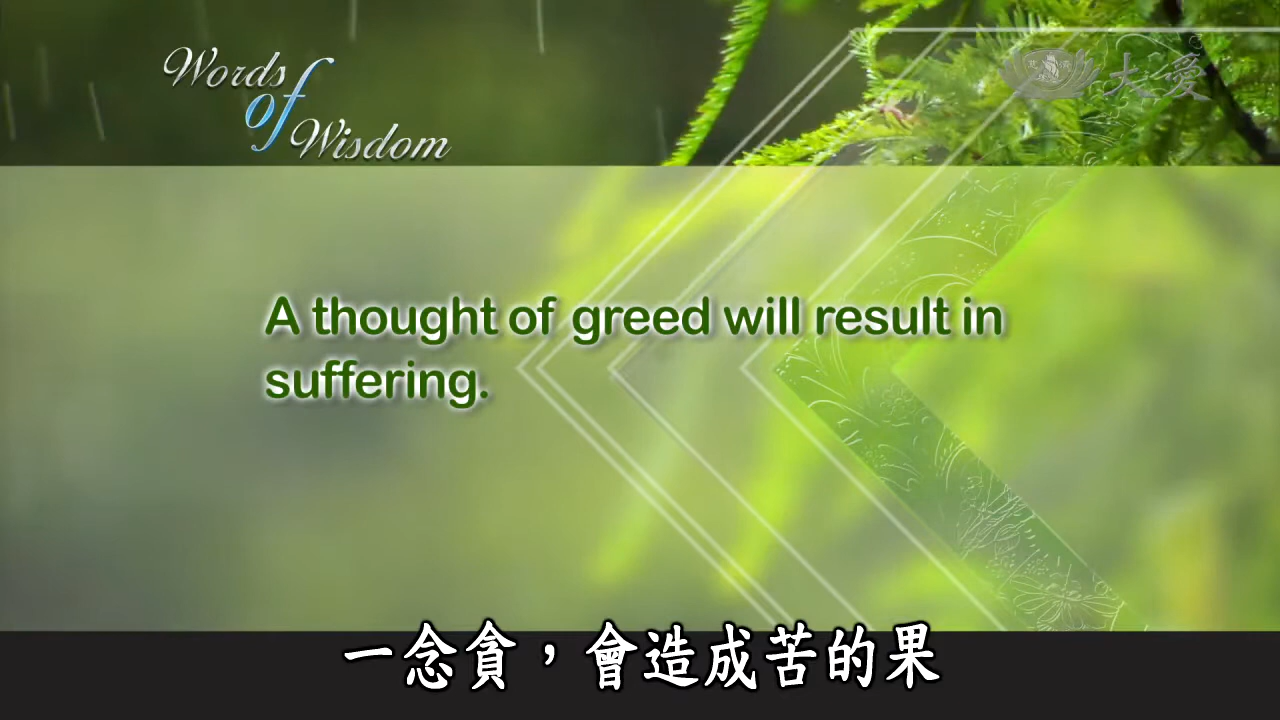 Words
of
Wisdom
大愛
A thought of greed will result in
suffering.
一念貪，會造成苦的果